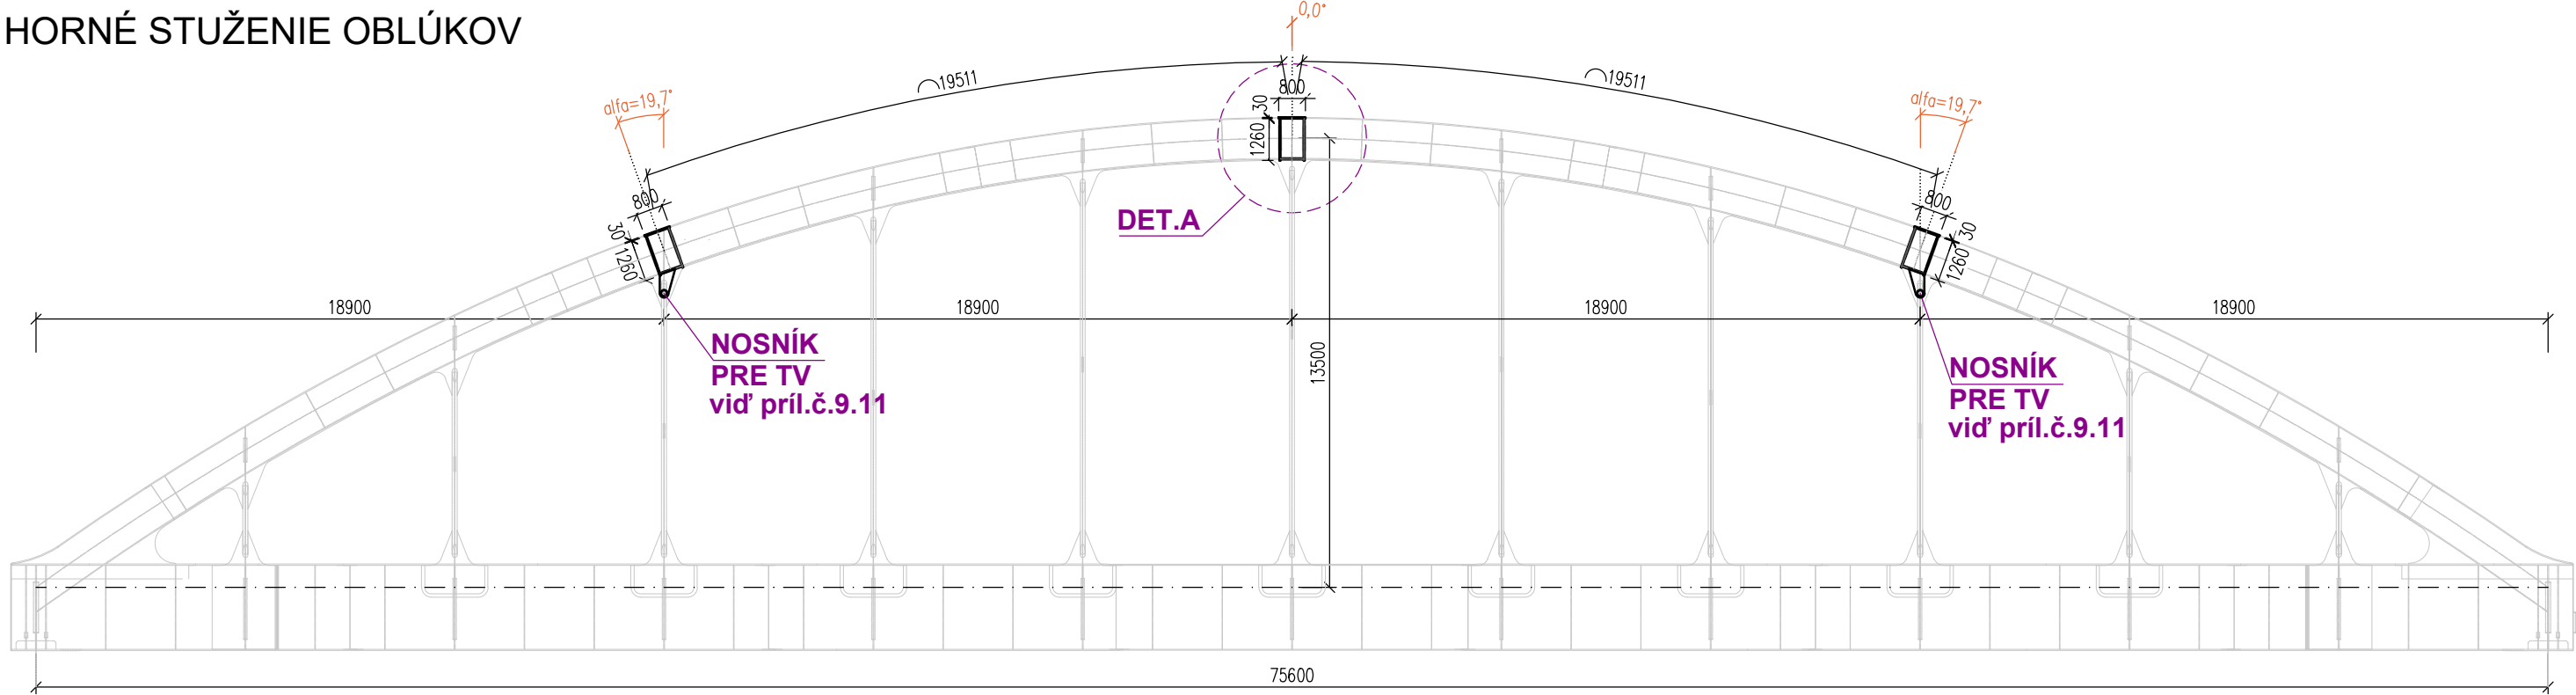 HORNÉ STUŽENIE OBLÚKOV
0,0°
19511
19511
800
alfa=19,7°
alfa=19,7°
30
1260
800
800
DET.A
30
1260
30
1260
18900
18900
18900
18900
NOSNÍK
PRE TV
viď príl.č.9.11
13500
NOSNÍK
PRE TV
viď príl.č.9.11
75600